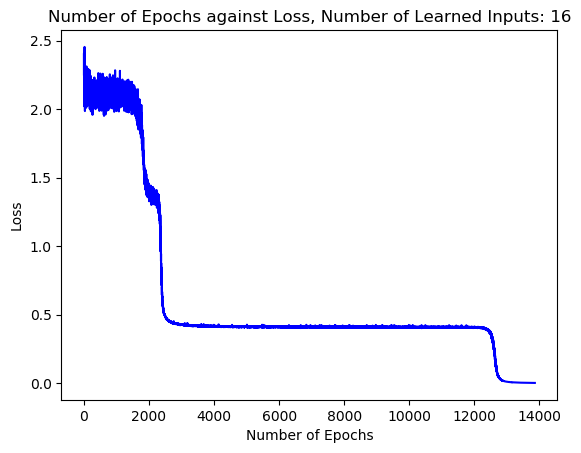 Number of Epochs against Loss, Number of Learned Inputs: 16
2.5
2.0
1.5
1.0
0.5
0.0
Loss
0 2000 4000 6000 8000 10000 12000 14000
Number of Epochs